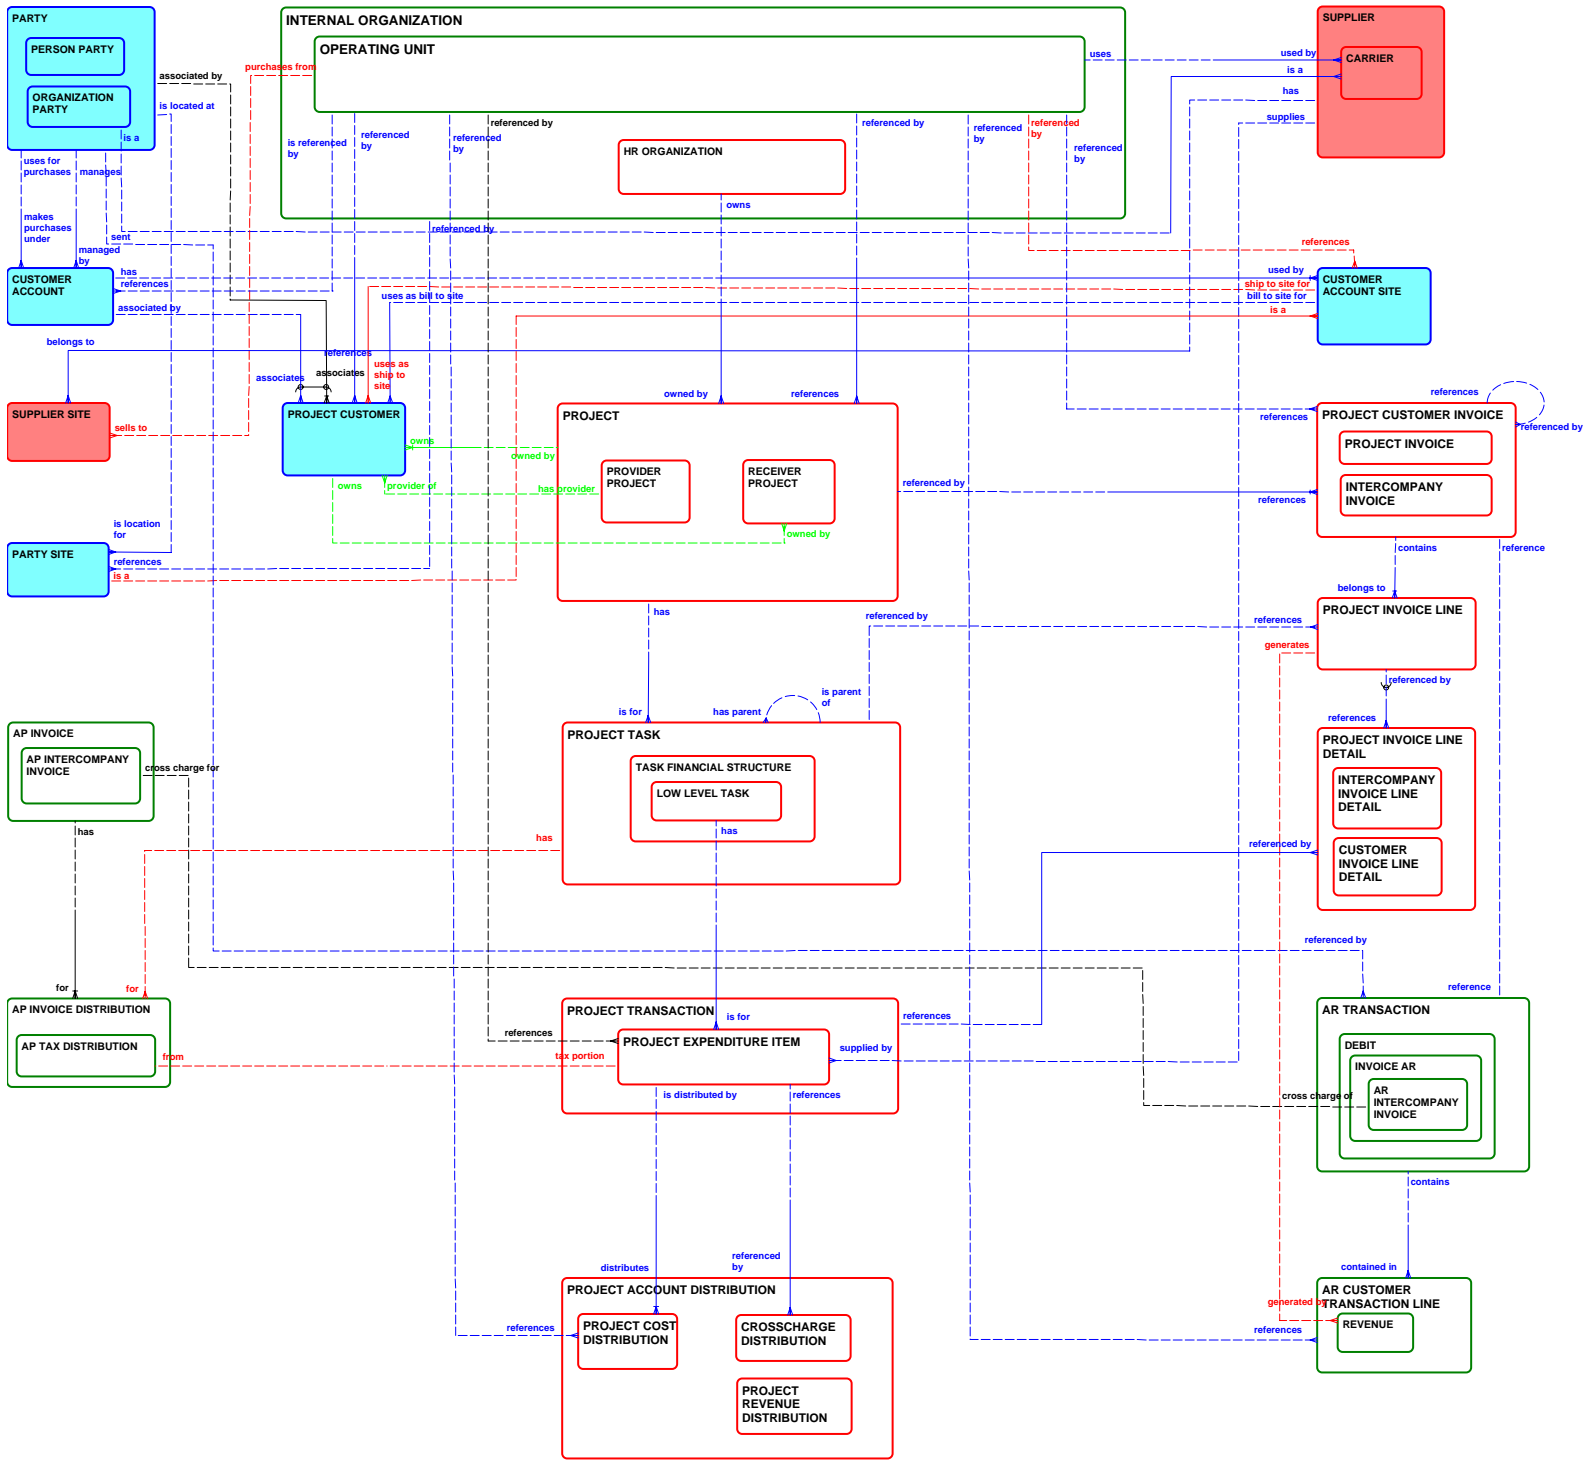 PARTY
PERSON PARTY
ORGANIZATION
PARTY
is a
associated by
is located at
INTERNAL ORGANIZATION
OPERATING UNIT
purchases from
uses
used by
is a
has
supplies
SUPPLIER
CARRIER
is referenced
by
referenced
by
referenced
by
referenced by
HR ORGANIZATION
owns
referenced by
referenced
by
referenced
by
referenced
by
uses for
purchases
manages
makes
purchases
under
managed
by
sent
referenced by
references
CUSTOMER
ACCOUNT
has
references
associated by
used by
ship to site for
bill to site for
is a
CUSTOMER
ACCOUNT SITE
uses as bill to site
belongs to
references
associates
associates
uses as
ship to
site
SUPPLIER SITE
sells to
PROJECT CUSTOMER
owned by
references
PROJECT
PROVIDER
PROJECT
RECEIVER
PROJECT
owns
owned by
owns
provider of
has provider
owned by
references
referenced by
references
PROJECT CUSTOMER INVOICE
PROJECT INVOICE
INTERCOMPANY
INVOICE
referenced by
references
is location
for
PARTY SITE
references
is a
contains
reference
belongs to
PROJECT INVOICE LINE
has
referenced by
references
generates
referenced by
references
is for
has parent
is parent
of
AP INVOICE
AP INTERCOMPANY
INVOICE
cross charge for
has
PROJECT TASK
TASK FINANCIAL STRUCTURE
LOW LEVEL TASK
has
has
PROJECT INVOICE LINE
DETAIL
INTERCOMPANY
INVOICE LINE
DETAIL
CUSTOMER
INVOICE LINE
DETAIL
referenced by
referenced by
for
for
reference
AP INVOICE DISTRIBUTION
AP TAX DISTRIBUTION
from
tax portion
PROJECT TRANSACTION
is for
references
references
PROJECT EXPENDITURE ITEM
supplied by
is distributed by
references
AR TRANSACTION
DEBIT
INVOICE AR
AR
INTERCOMPANY
INVOICE
cross charge of
contains
distributes
referenced
by
contained in
PROJECT ACCOUNT DISTRIBUTION
PROJECT COST
DISTRIBUTION
CROSSCHARGE
DISTRIBUTION
PROJECT
REVENUE
DISTRIBUTION
references
AR CUSTOMER
TRANSACTION LINE
REVENUE
generated by
references